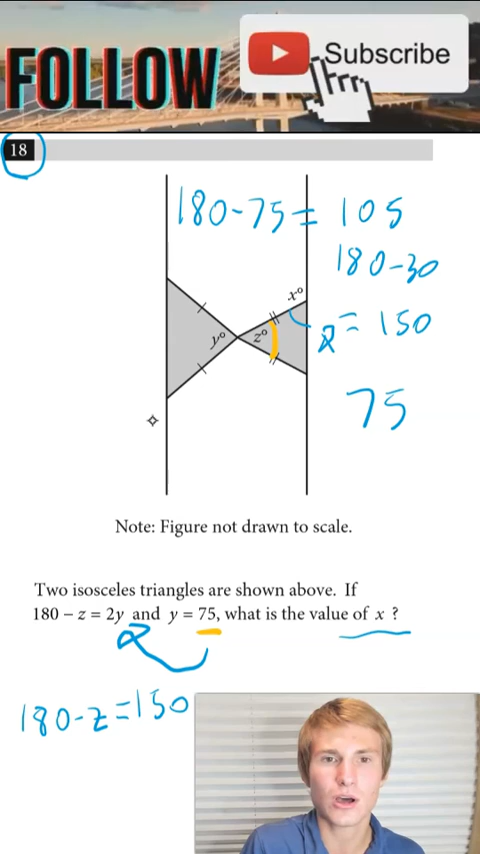 FOLLOW
Subscribe
18
180-75= 105
180-30
2 = 150
75
x°
y°
z°
Note: Figure not drawn to scale.
Two isosceles triangles are shown above. If
180 – z = 2y and y = 75, what is the value of x ?
180-z=150